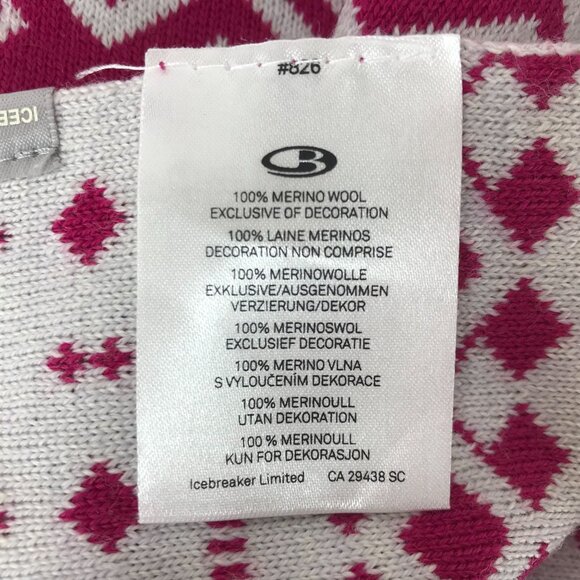 #826
ICEB
100% MERINO WOOL
EXCLUSIVE OF DECORATION
100% LAINE MERINOS
DECORATION NON COMPRISE
100% MERINOWOLLE
EXKLUSIVE/AUSGENOMMEN
VERZIERUNG/DEKOR
100% MERINOSWOL
EXCLUSIEF DECORATIE
100% MERINO VLNA
S VYLOUČENÍM DEKORACE
100% MERINOULL
UTAN DEKORATION
100 % MERINOULL
KUN FOR DEKORASJON
Icebreaker Limited CA 29438 SC